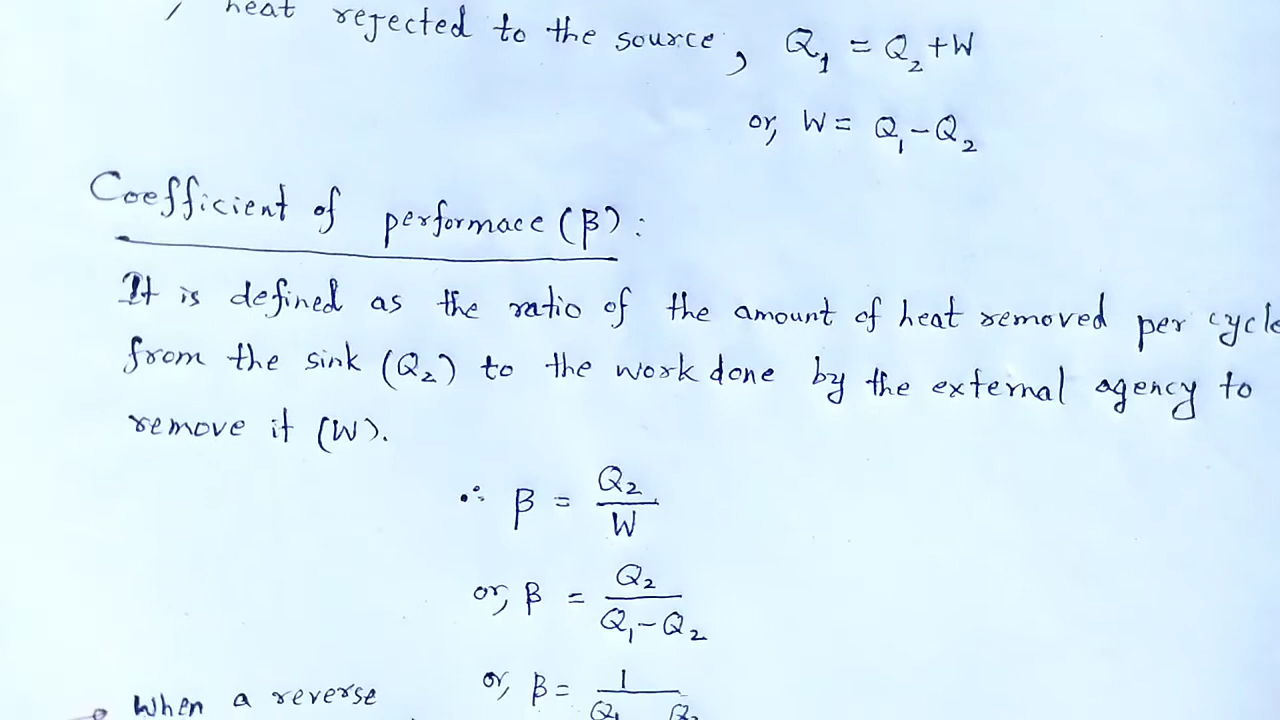 heat rejected to the source, Q₁ = Q₂+W
or, W = Q₁-Q₂
Coefficient of performace (β):
It is defined as the ratio of the amount of heat removed per cycle
from the sink (Q₂) to the work done by the external agency to
remove it (W).
∴ β = Q₂/W
or, β = Q₂/(Q₁-Q₂)
or, β = 1
When a reverse